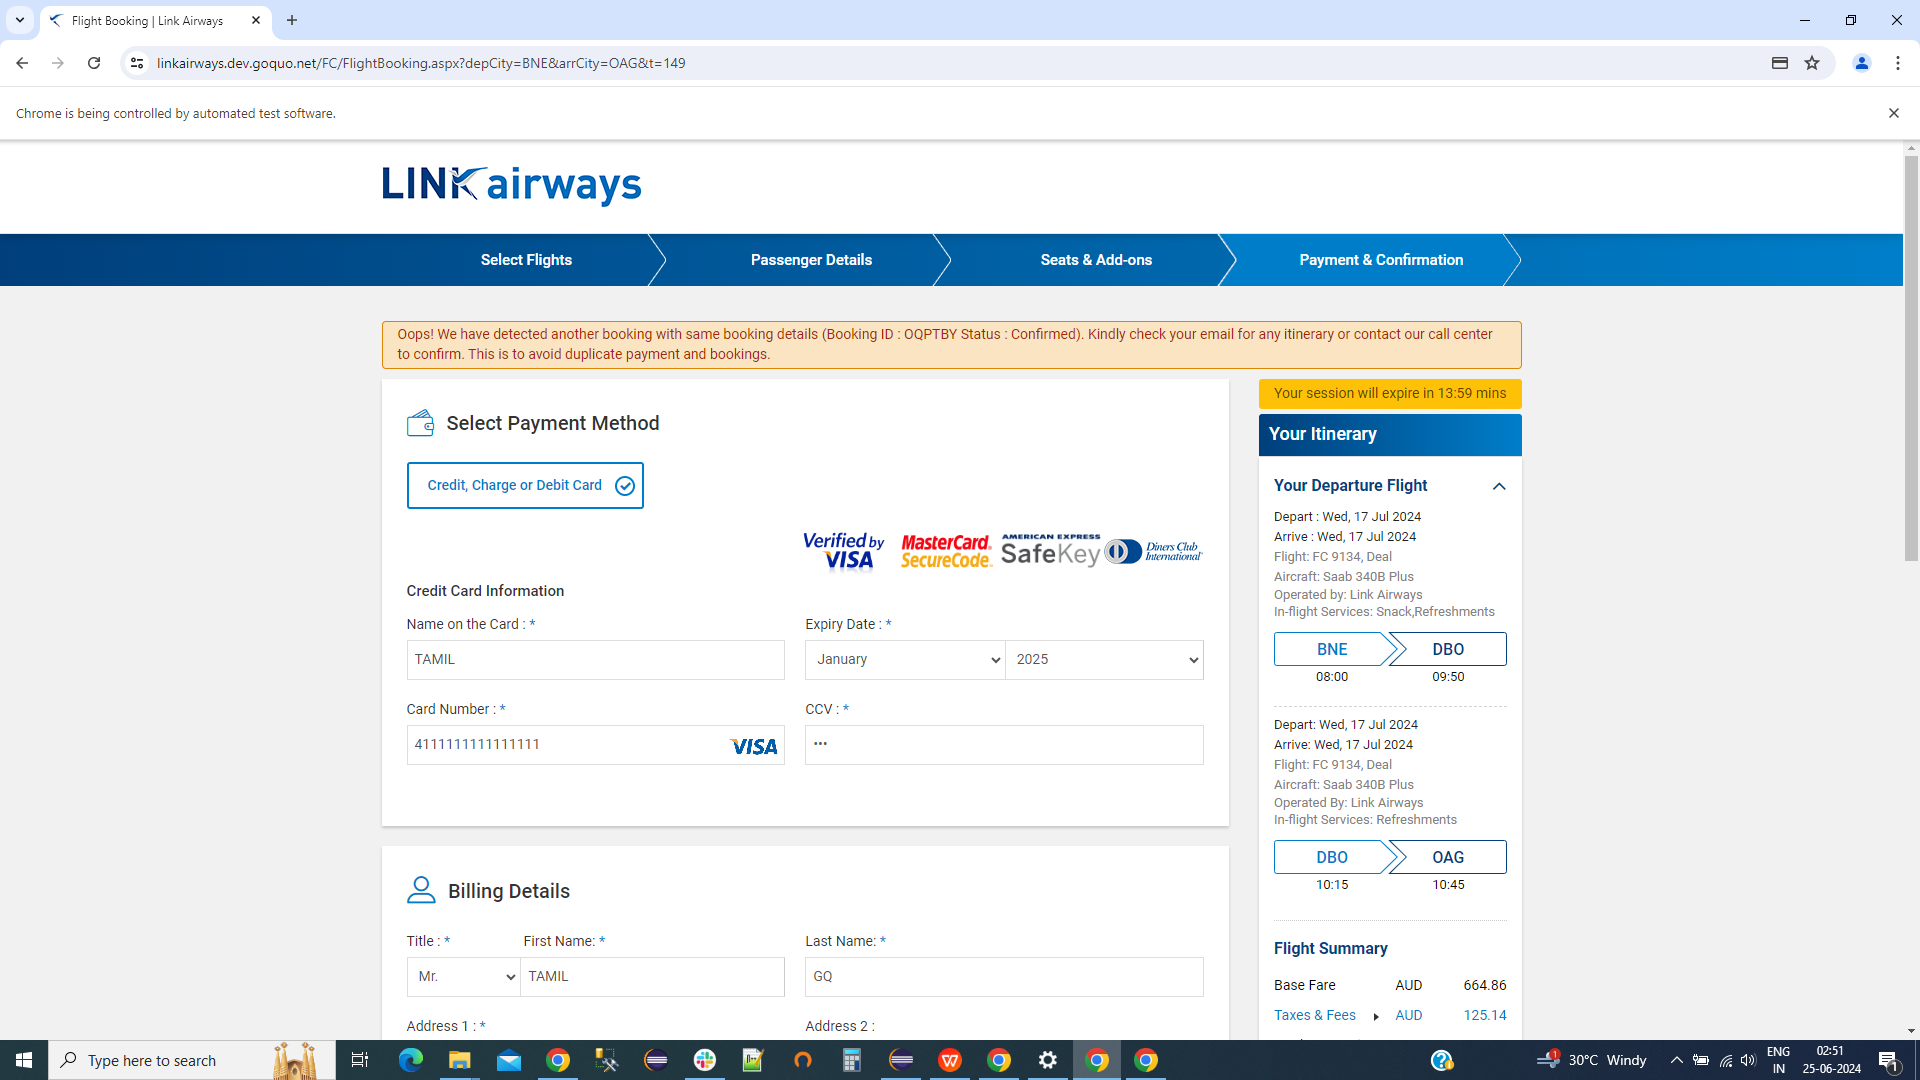 Flight Booking | Link Airways
linkairways.dev.goquo.net/FC/FlightBooking.aspx?depCity=BNE&arrCity=OAG&t=149
Chrome is being controlled by automated test software.
LINK airways
Select Flights
Passenger Details
Seats & Add-ons
Payment & Confirmation
Oops! We have detected another booking with same booking details (Booking ID : OQPTBY Status : Confirmed). Kindly check your email for any itinerary or contact our call center
to confirm. This is to avoid duplicate payment and bookings.
Select Payment Method
Credit, Charge or Debit Card
Verified by
VISA
MasterCard.
SecureCode.
AMERICAN EXPRESS
SafeKey
Diners Club
International
Credit Card Information
Name on the Card : *
Expiry Date : *
TAMIL
January
2025
Card Number : *
CCV : *
4111111111111111
VISA
•••
Billing Details
Title : *
First Name: *
Last Name: *
Mr.
TAMIL
GQ
Address 1 : *
Address 2 :
Your session will expire in 13:59 mins
Your Itinerary
Your Departure Flight
Depart : Wed, 17 Jul 2024
Arrive : Wed, 17 Jul 2024
Flight: FC 9134, Deal
Aircraft: Saab 340B Plus
Operated by: Link Airways
In-flight Services: Snack,Refreshments
BNE
DBO
08:00
09:50
Depart: Wed, 17 Jul 2024
Arrive: Wed, 17 Jul 2024
Flight: FC 9134, Deal
Aircraft: Saab 340B Plus
Operated By: Link Airways
In-flight Services: Refreshments
DBO
OAG
10:15
10:45
Flight Summary
Base Fare AUD 664.86
Taxes & Fees AUD 125.14
Type here to search
30°C Windy
ENG
IN
02:51
25-06-2024